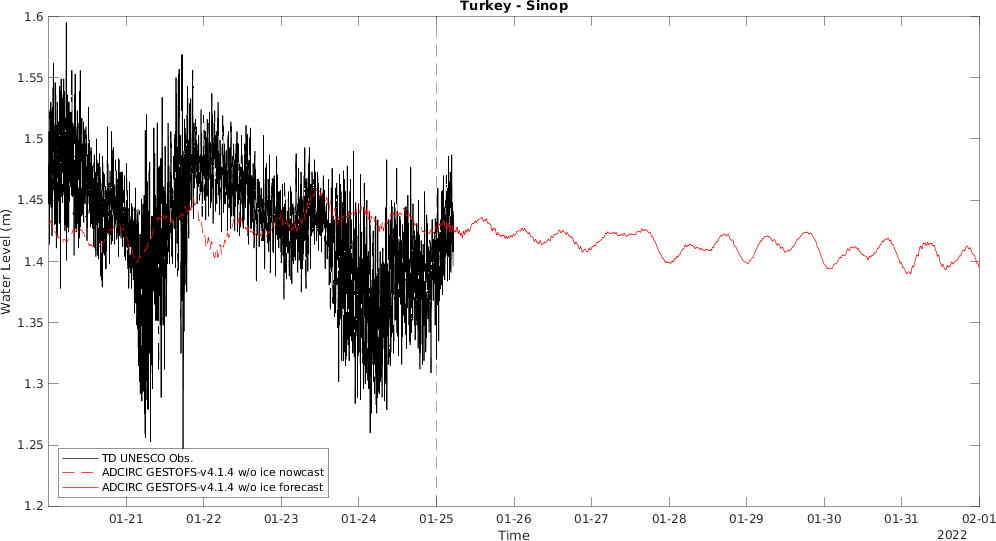 Turkey - Sinop
1.6
1.55
1.5
1.45
1.4
1.35
1.3
1.25
1.2
Water Level (m)
TD UNESCO Obs.
ADCIRC GESTOFS-v4.1.4 w/o ice nowcast
ADCIRC GESTOFS-v4.1.4 w/o ice forecast
01-21 01-22 01-23 01-24 01-25 01-26 01-27 01-28 01-29 01-30 01-31 02-01
Time
2022